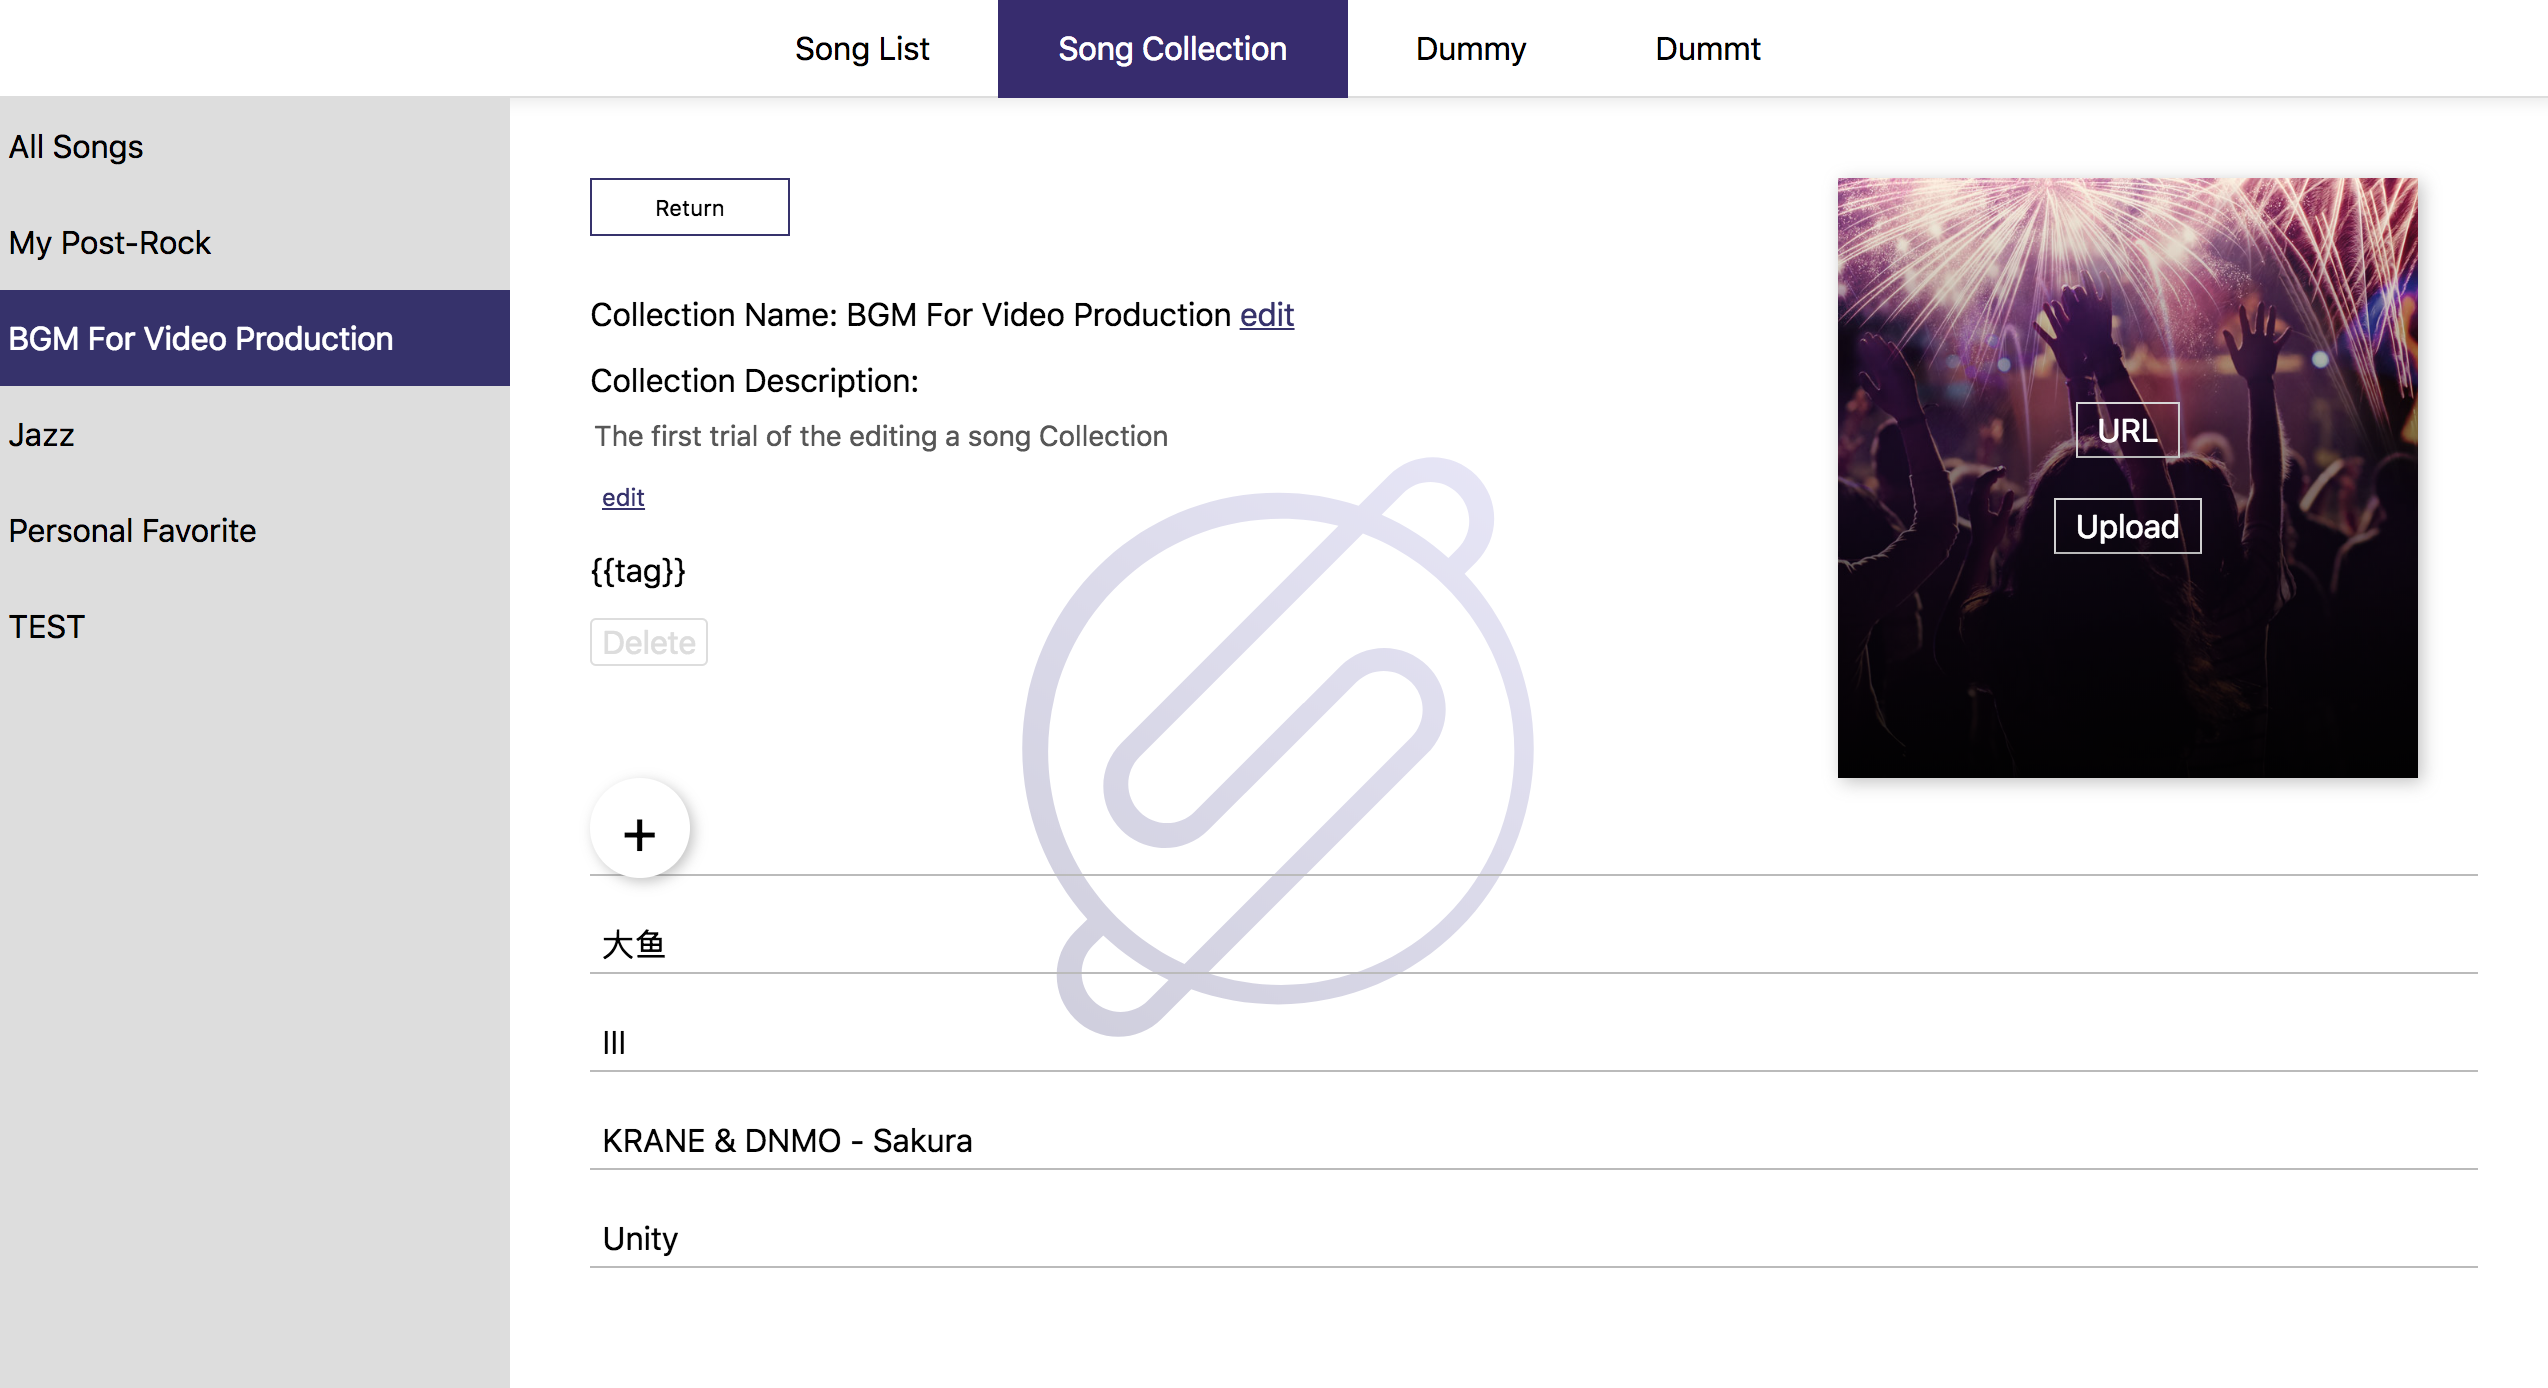 Song List
Song Collection
Dummy
Dummt
All Songs
My Post-Rock
BGM For Video Production
Jazz
Personal Favorite
TEST
Return
Collection Name: BGM For Video Production edit
Collection Description:
The first trial of the editing a song Collection
edit
{{tag}}
Delete
URL
Upload
+
大鱼
III
KRANE & DNMO - Sakura
Unity